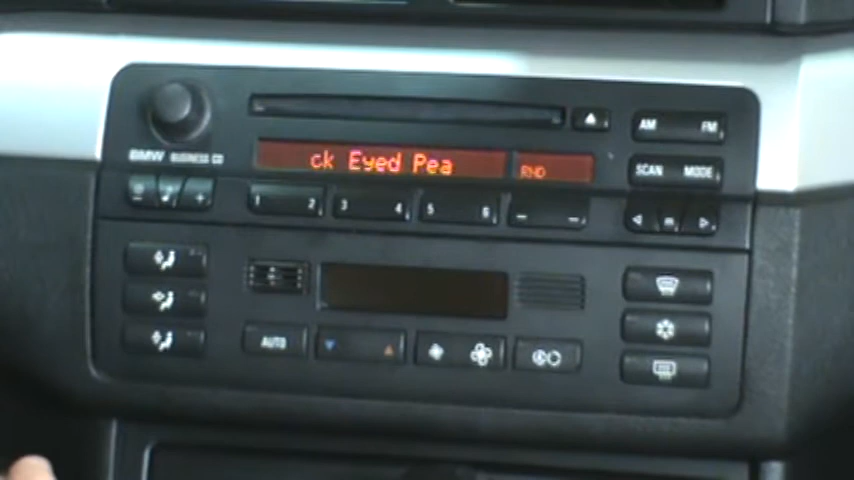 AM FM
ck Eyed Pea RND
BMW BUSINESS CD
SCAN MODE
1 2 3 4 5 6
AUTO